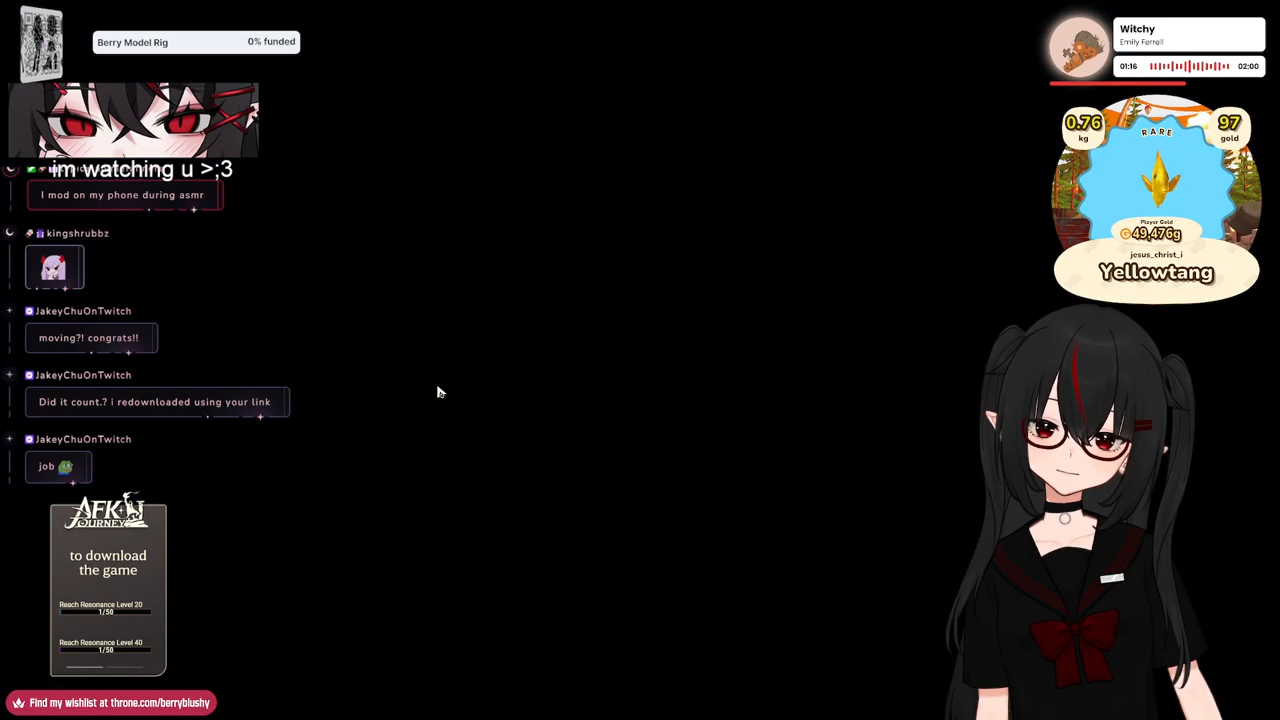 Berry Model Rig
0% funded
im watching u >;3
I mod on my phone during asmr
kingshrubbz
JakeyChuOnTwitch
moving?! congrats!!
JakeyChuOnTwitch
Did it count.? i redownloaded using your link
JakeyChuOnTwitch
job
AFK
JOURNEY
to download
the game
Reach Resonance Level 20
1/50
Reach Resonance Level 40
1/50
Find my wishlist at throne.com/berryblushy
Witchy
Emily Ferrell
01:16
02:00
0.76
kg
RARE
97
gold
Player Gold
G 49,476g
jesus_christ_i
Yellowtang